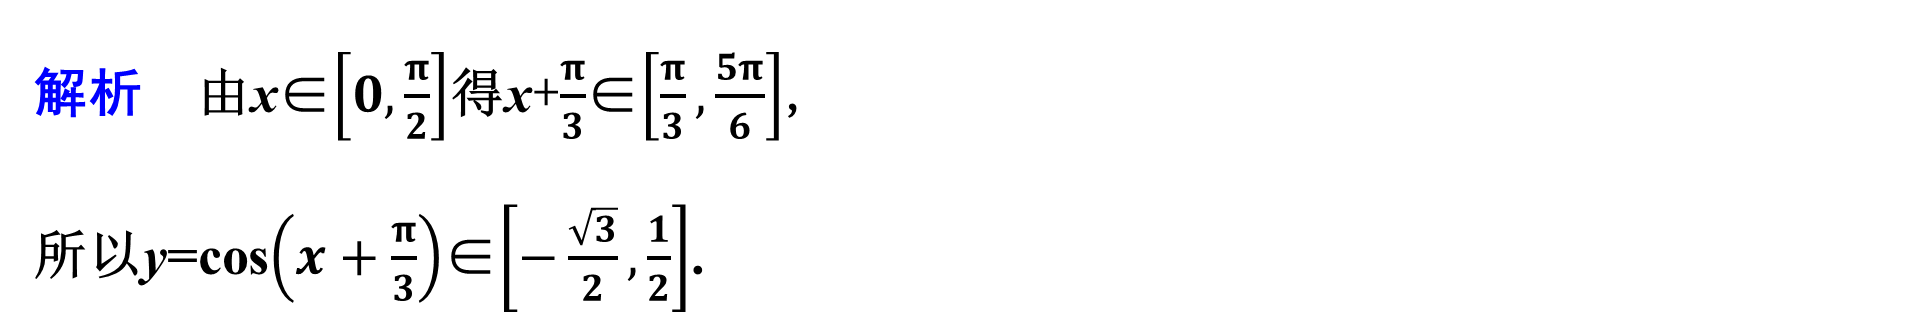 解析　由x∈[0,π/2]得x+π/3∈[π/3,5π/6],
所以y=cos(x+π/3)∈[-√3/2,1/2].